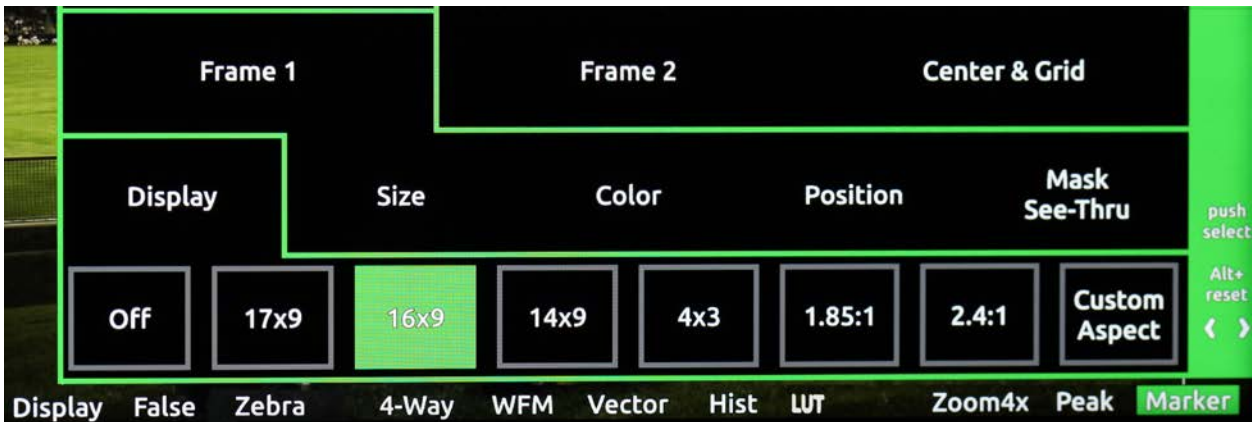 Frame 1 Frame 2 Center & Grid
Display Size Color Position Mask See-Thru
push select
Off 17x9 16x9 14x9 4x3 1.85:1 2.4:1 Custom Aspect
Alt+ reset
‹ ›
Display False Zebra 4-Way WFM Vector Hist LUT Zoom4x Peak Marker